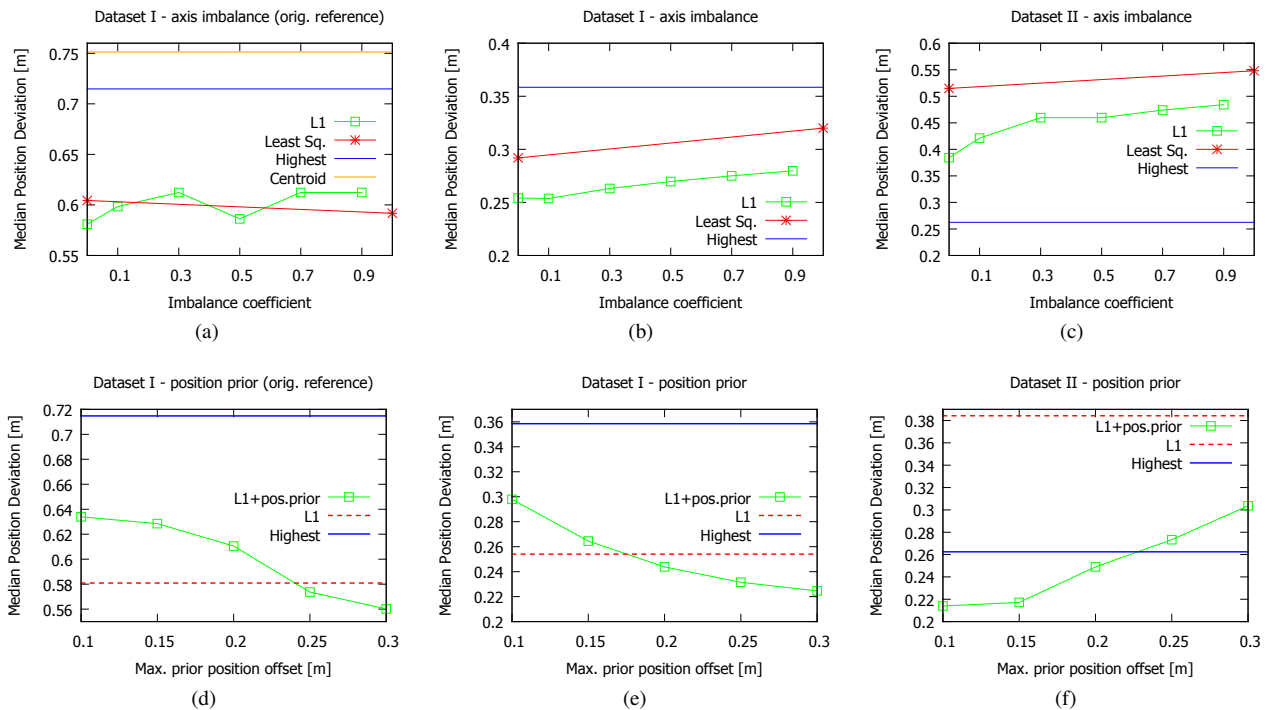 Dataset I - axis imbalance (orig. reference)
Median Position Deviation [m]
0.75
0.7
0.65
0.6
0.55
L1
Least Sq.
Highest
Centroid
0.1 0.3 0.5 0.7 0.9
Imbalance coefficient
(a)
Dataset I - axis imbalance
Median Position Deviation [m]
0.4
0.35
0.3
0.25
0.2
L1
Least Sq.
Highest
0.1 0.3 0.5 0.7 0.9
Imbalance coefficient
(b)
Dataset II - axis imbalance
Median Position Deviation [m]
0.6
0.55
0.5
0.45
0.4
0.35
0.3
0.25
0.2
L1
Least Sq.
Highest
0.1 0.3 0.5 0.7 0.9
Imbalance coefficient
(c)
Dataset I - position prior (orig. reference)
Median Position Deviation [m]
0.72
0.7
0.68
0.66
0.64
0.62
0.6
0.58
0.56
L1+pos.prior
L1
Highest
0.1 0.15 0.2 0.25 0.3
Max. prior position offset [m]
(d)
Dataset I - position prior
Median Position Deviation [m]
0.36
0.34
0.32
0.3
0.28
0.26
0.24
0.22
0.2
L1+pos.prior
L1
Highest
0.1 0.15 0.2 0.25 0.3
Max. prior position offset [m]
(e)
Dataset II - position prior
Median Position Deviation [m]
0.38
0.36
0.34
0.32
0.3
0.28
0.26
0.24
0.22
0.2
L1+pos.prior
L1
Highest
0.1 0.15 0.2 0.25 0.3
Max. prior position offset [m]
(f)